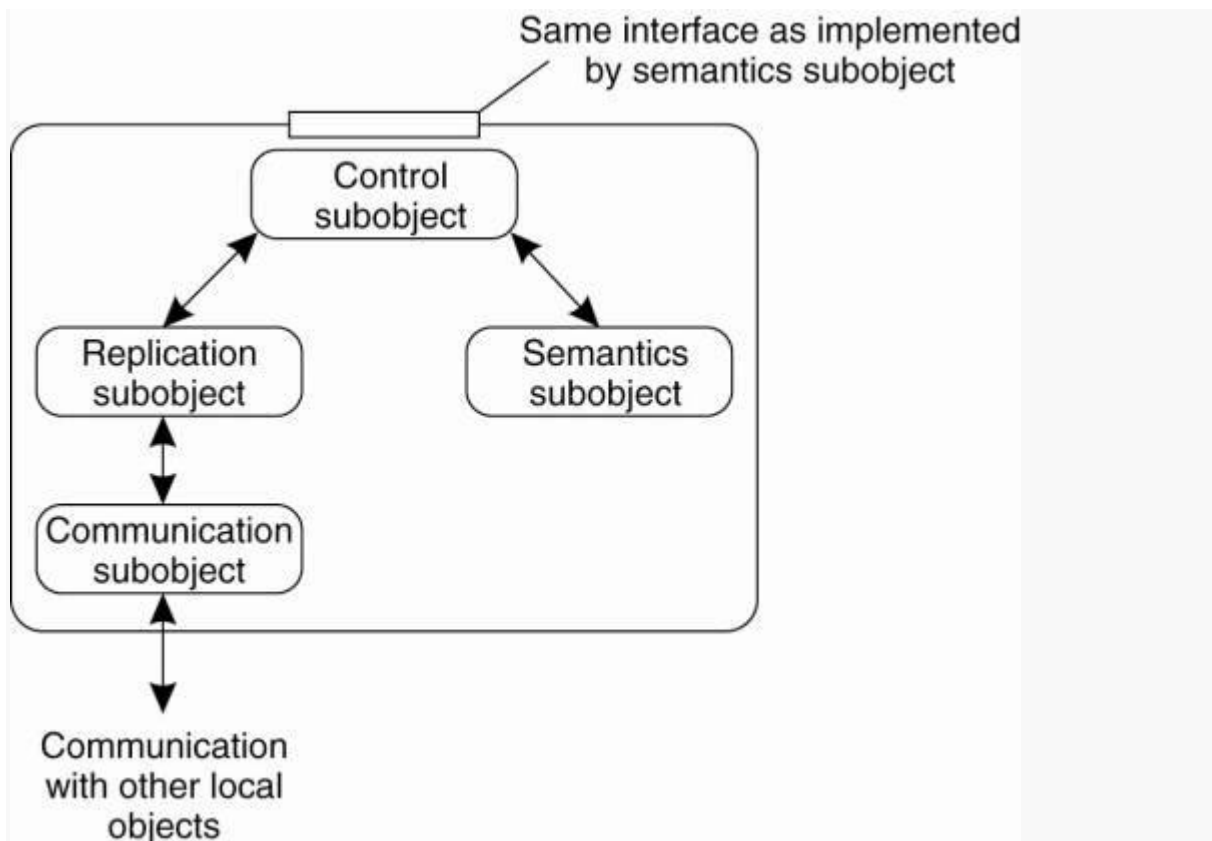 Same interface as implemented
by semantics subobject
Control
subobject
Replication
subobject
Semantics
subobject
Communication
subobject
Communication
with other local
objects